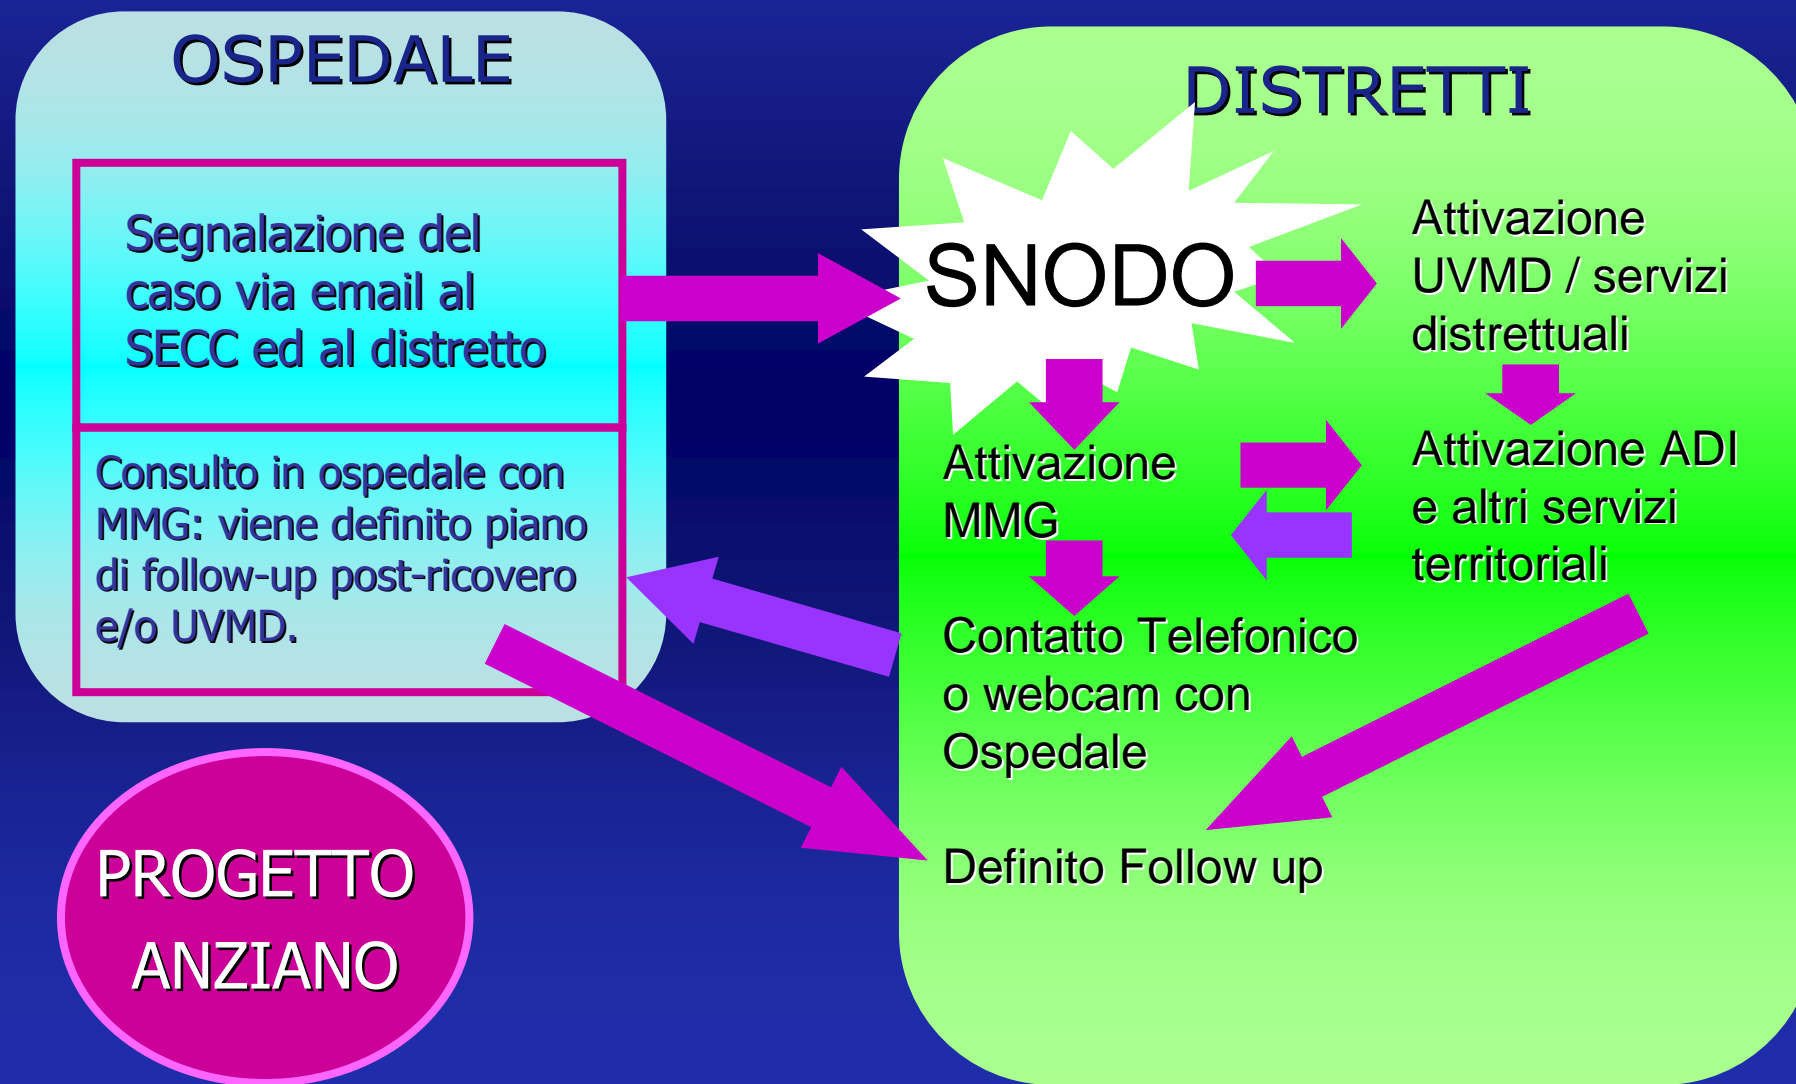 OSPEDALE
Segnalazione del
caso via email al
SECC ed al distretto
Consulto in ospedale con
MMG: viene definito piano
di follow-up post-ricovero
e/o UVMD.
PROGETTO
ANZIANO
DISTRETTI
SNODO
Attivazione
UVMD / servizi
distrettuali
Attivazione
MMG
Attivazione ADI
e altri servizi
territoriali
Contatto Telefonico
o webcam con
Ospedale
Definito Follow up